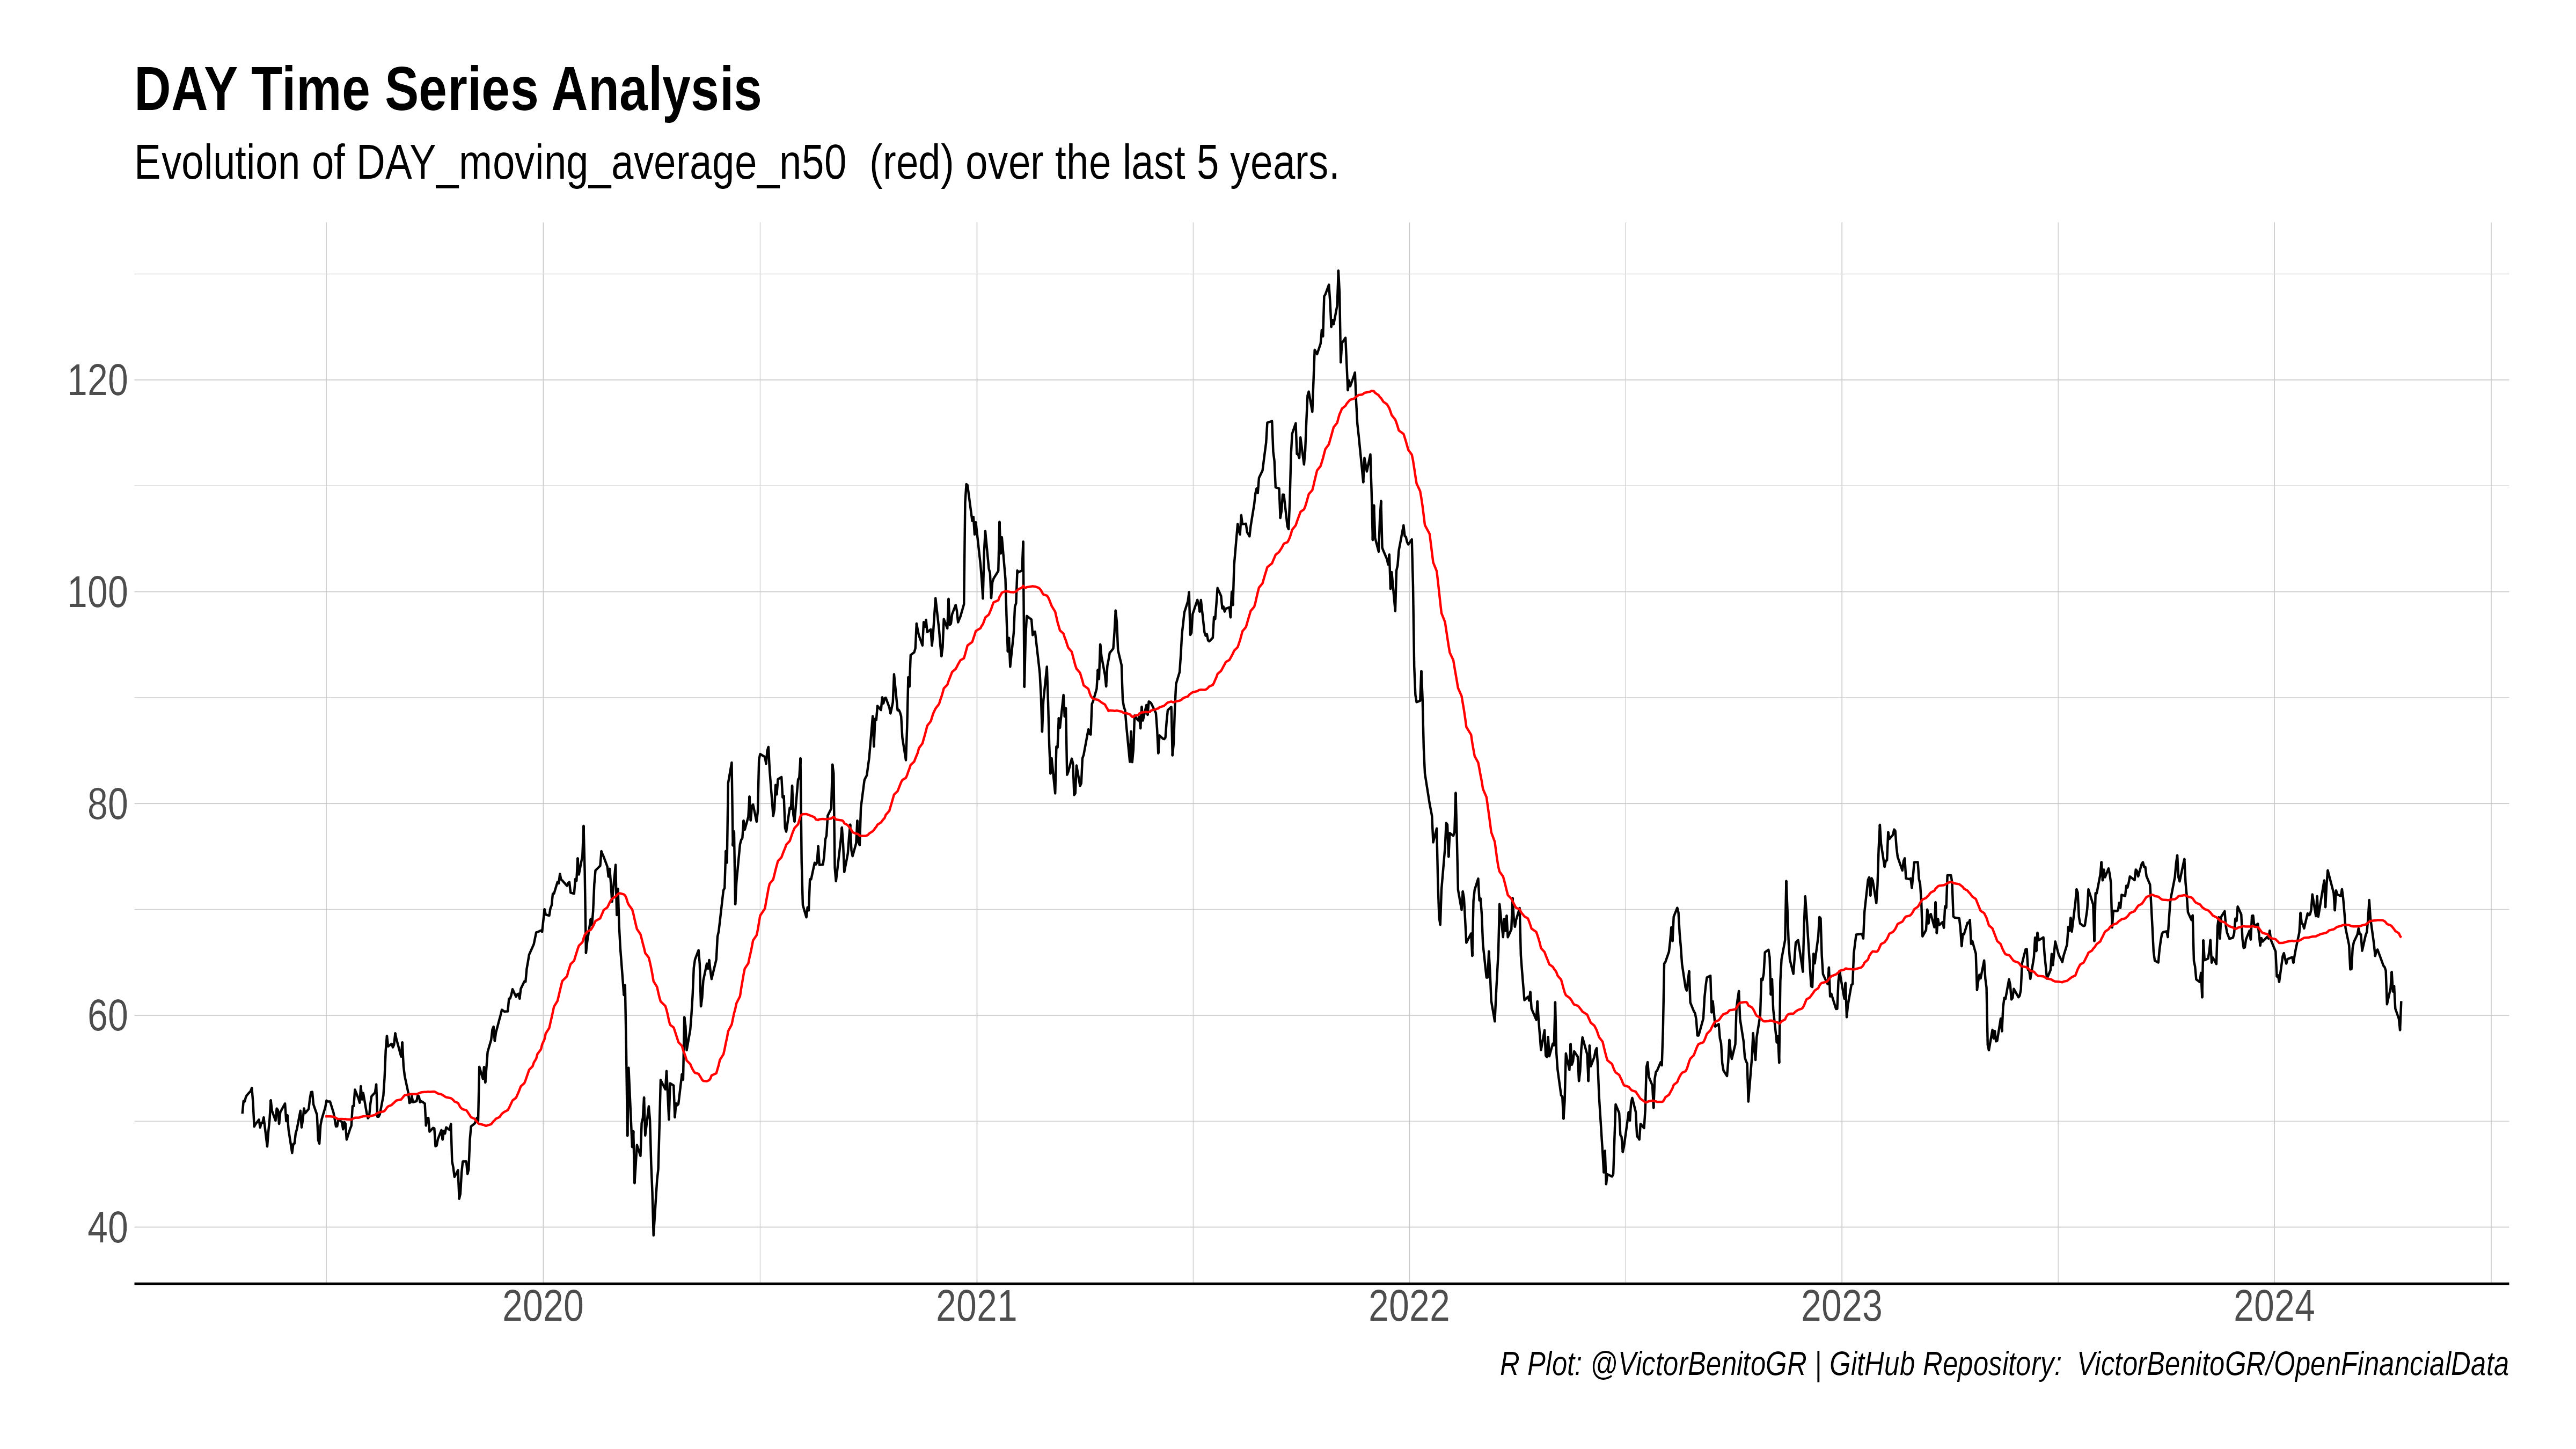 DAY Time Series Analysis
Evolution of DAY_moving_average_n50  (red) over the last 5 years.
120
100
80
60
40
2020 2021 2022 2023 2024
R Plot: @VictorBenitoGR | GitHub Repository:  VictorBenitoGR/OpenFinancialData